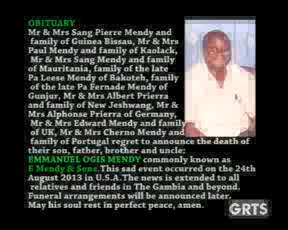 OBITUARY
Mr & Mrs Sang Pierre Mendy and
family of Guinea Bissau, Mr & Mrs
Paul Mendy and family of Kaolack,
Mr & Mrs Sang Mendy and family
of Mauritania, family of the late
Pa Leese Mendy of Bakoteh, family
of the late Pa Fernade Mendy of
Gunjur, Mr & Mrs Albert Prierra
and family of New Jeshwang, Mr &
Mrs Alphonse Prierra of Germany,
Mr & Mrs Edward Mendy and family
of UK, Mr & Mrs Cherno Mendy and
family of Portugal regret to announce the death of
their son, father, brother and uncle;
EMMANUEL OGIS MENDY commonly known as
E Mendy & Sons. This sad event occurred on the 24th
August 2013 in U.S.A. The news is extended to all
relatives and friends in The Gambia and beyond.
Funeral arrangements will be announced later.
May his soul rest in perfect peace, amen.
GRTS